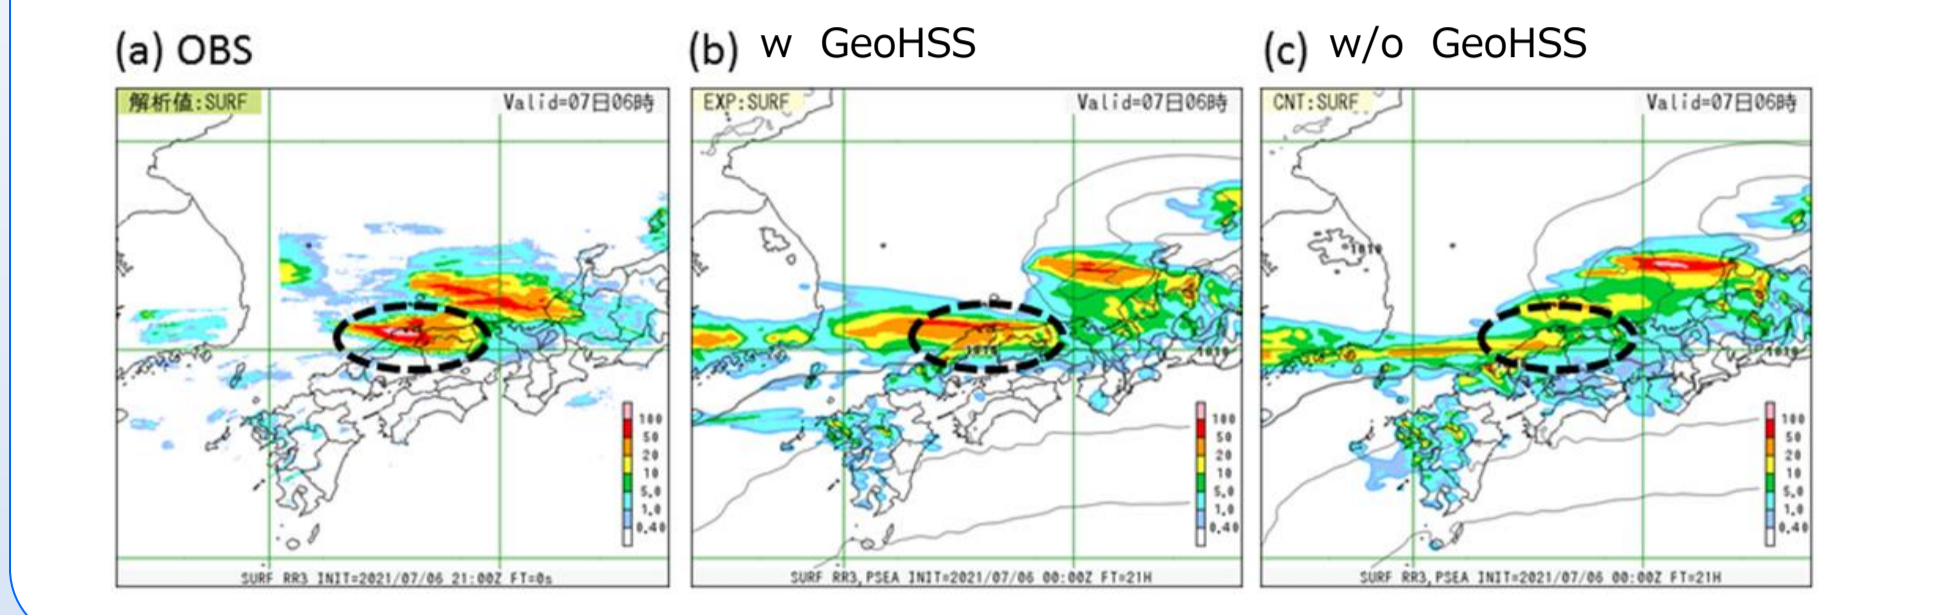 (a) OBS
(b) w GeoHSS
(c) w/o GeoHSS
解析値:SURF
Valid=07日06時
EXP:SURF
Valid=07日06時
CNT:SURF
Valid=07日06時
1010
1010
1010
1010
100
50
20
10
5.0
1.0
0.40
100
50
20
10
5.0
1.0
0.40
100
50
20
10
5.0
1.0
0.40
SURF RR3 INIT=2021/07/06 21:00Z FT=0s
SURF RR3,PSEA INIT=2021/07/06 00:00Z FT=21H
SURF RR3,PSEA INIT=2021/07/06 00:00Z FT=21H